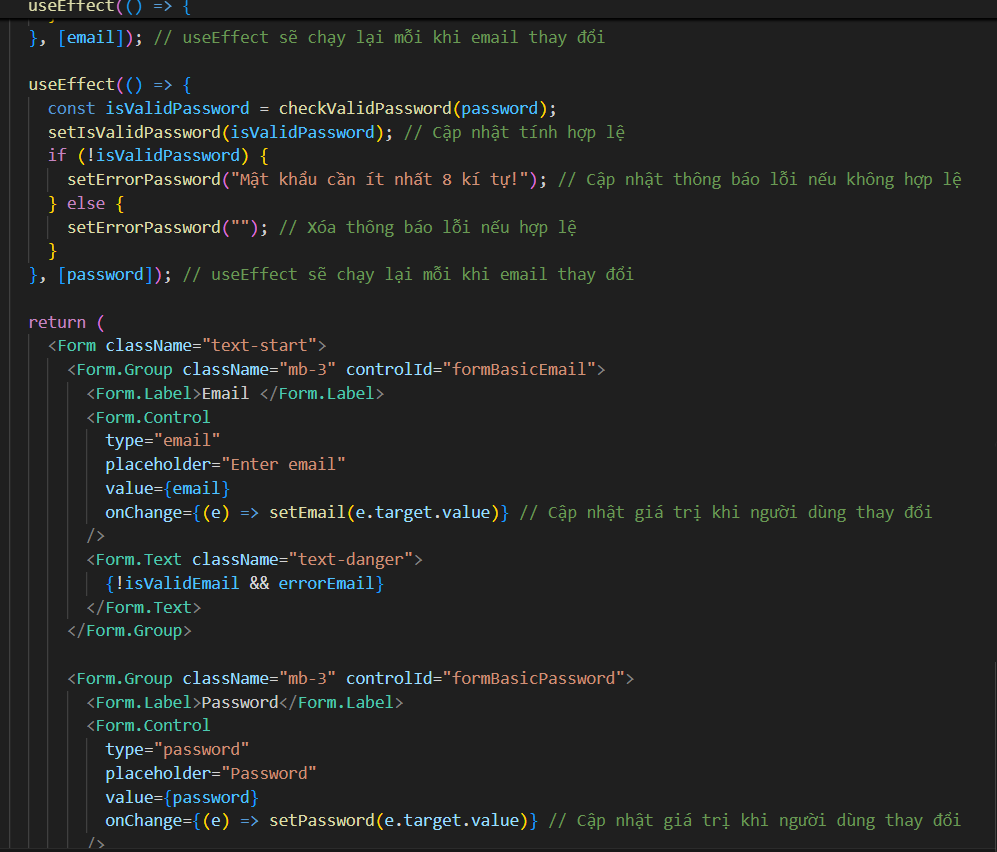 useEffect(() => {
}
}, [email]); // useEffect sẽ chạy lại mỗi khi email thay đổi
useEffect(() => {
const isValidPassword = checkValidPassword(password);
setIsValidPassword(isValidPassword); // Cập nhật tính hợp lệ
if (!isValidPassword) {
setErrorPassword("Mật khẩu cần ít nhất 8 kí tự!"); // Cập nhật thông báo lỗi nếu không hợp lệ
} else {
setErrorPassword(""); // Xóa thông báo lỗi nếu hợp lệ
}
}, [password]); // useEffect sẽ chạy lại mỗi khi email thay đổi
return (
<Form className="text-start">
<Form.Group className="mb-3" controlId="formBasicEmail">
<Form.Label>Email </Form.Label>
<Form.Control
type="email"
placeholder="Enter email"
value={email}
onChange={(e) => setEmail(e.target.value)} // Cập nhật giá trị khi người dùng thay đổi
/>
<Form.Text className="text-danger">
{!isValidEmail && errorEmail}
</Form.Text>
</Form.Group>
<Form.Group className="mb-3" controlId="formBasicPassword">
<Form.Label>Password</Form.Label>
<Form.Control
type="password"
placeholder="Password"
value={password}
onChange={(e) => setPassword(e.target.value)} // Cập nhật giá trị khi người dùng thay đổi
/>